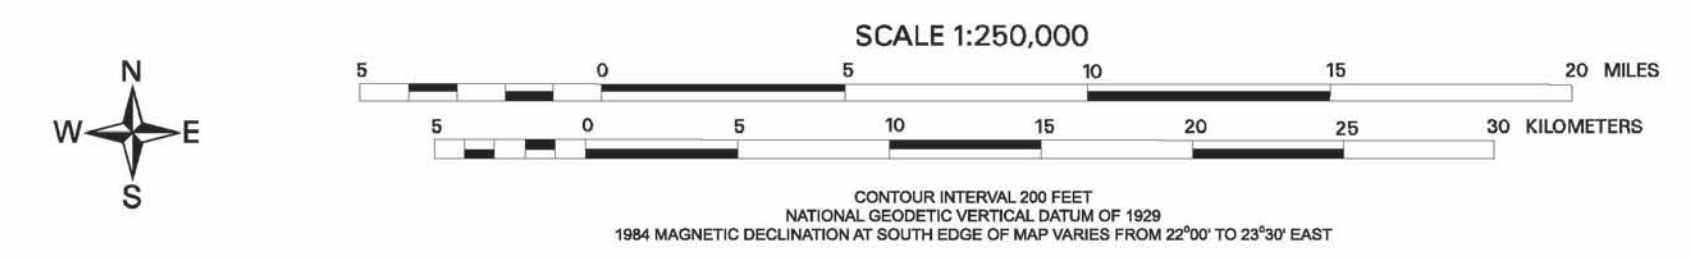 SCALE 1:250,000
N
W E
S
5 0 5 10 15 20 MILES
5 0 5 10 15 20 25 30 KILOMETERS
CONTOUR INTERVAL 200 FEET
NATIONAL GEODETIC VERTICAL DATUM OF 1929
1984 MAGNETIC DECLINATION AT SOUTH EDGE OF MAP VARIES FROM 22°00' TO 23°30' EAST